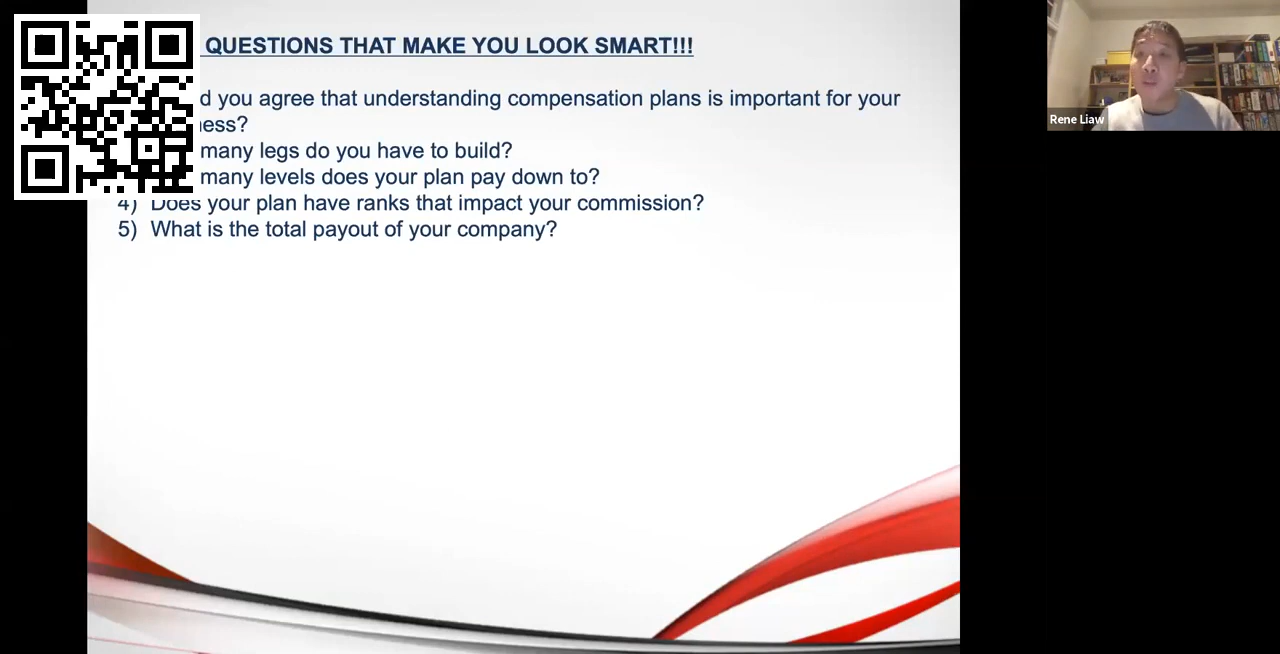 QUESTIONS THAT MAKE YOU LOOK SMART!!!
d you agree that understanding compensation plans is important for your
ness?
many legs do you have to build?
many levels does your plan pay down to?
4) Does your plan have ranks that impact your commission?
5) What is the total payout of your company?
Rene Liaw